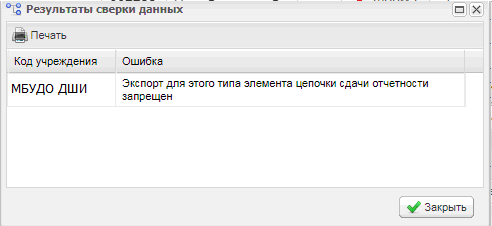 Результаты сверки данных
Печать
Код учреждения Ошибка
МБУДО ДШИ Экспорт для этого типа элемента цепочки сдачи отчетности
запрещен
Закрыть